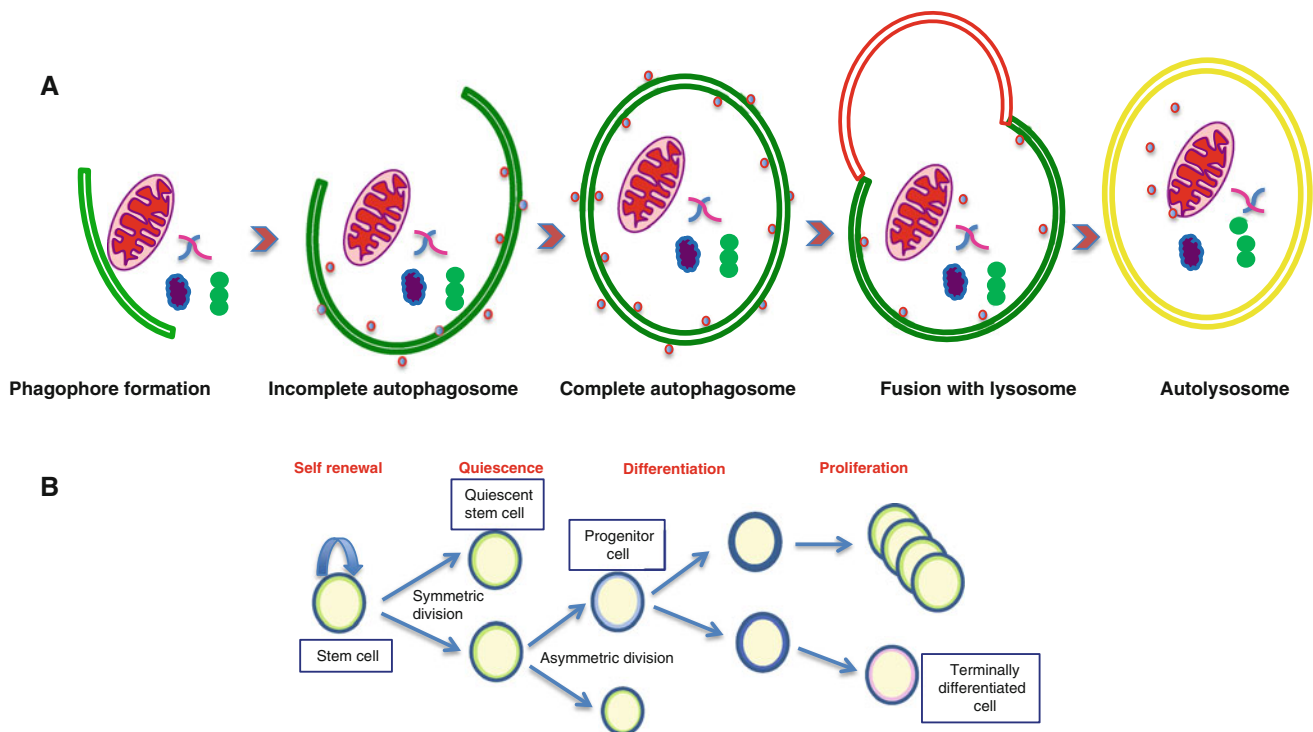 A
Phagophore formation
Incomplete autophagosome
Complete autophagosome
Fusion with lysosome
Autolysosome
B
Self renewal
Quiescence
Differentiation
Proliferation
Quiescent
stem cell
Progenitor
cell
Symmetric
division
Stem cell
Asymmetric division
Terminally
differentiated
cell